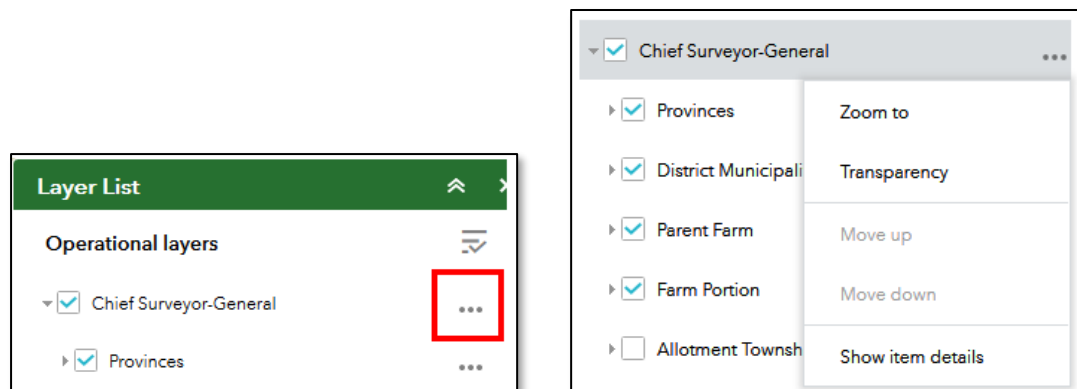 Layer List
Operational layers
Chief Surveyor-General
Provinces
Chief Surveyor-General
Provinces
District Municipali
Parent Farm
Farm Portion
Allotment Townsh
Zoom to
Transparency
Move up
Move down
Show item details